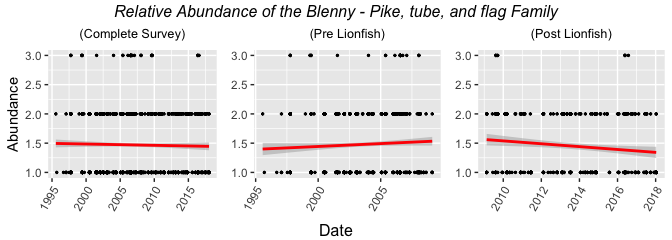 Relative Abundance of the Blenny - Pike, tube, and flag Family
(Complete Survey) (Pre Lionfish) (Post Lionfish)
Abundance
3.0 3.0 3.0
2.5 2.5 2.5
2.0 2.0 2.0
1.5 1.5 1.5
1.0 1.0 1.0
1995 2000 2005 2010 2015 1995 2000 2005 2010 2012 2014 2016 2018
Date